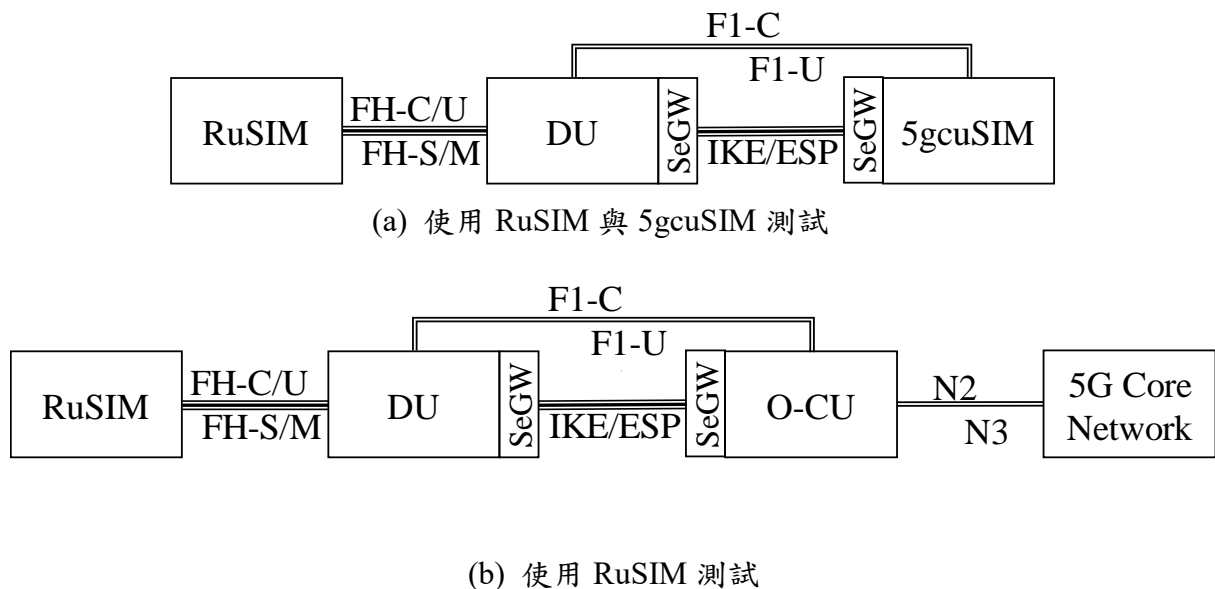 F1-C
F1-U
RuSIM
FH-C/U
FH-S/M
DU
SeGW
IKE/ESP
SeGW
5gcuSIM
(a) 使用 RuSIM 與 5gcuSIM 測試
F1-C
F1-U
RuSIM
FH-C/U
FH-S/M
DU
SeGW
IKE/ESP
SeGW
O-CU
N2
N3
5G Core
Network
(b) 使用 RuSIM 測試